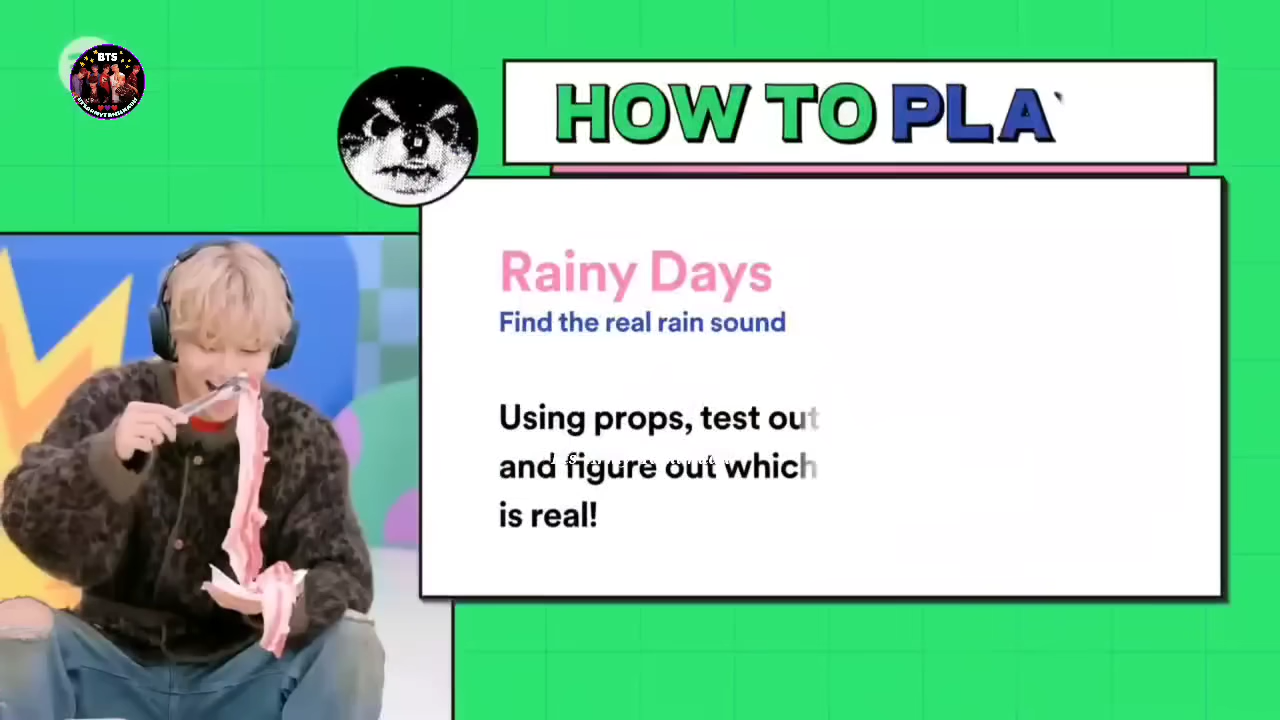 BTS
HOW TO PLA
Rainy Days
Find the real rain sound
Using props, test out
and figure out which
is real!